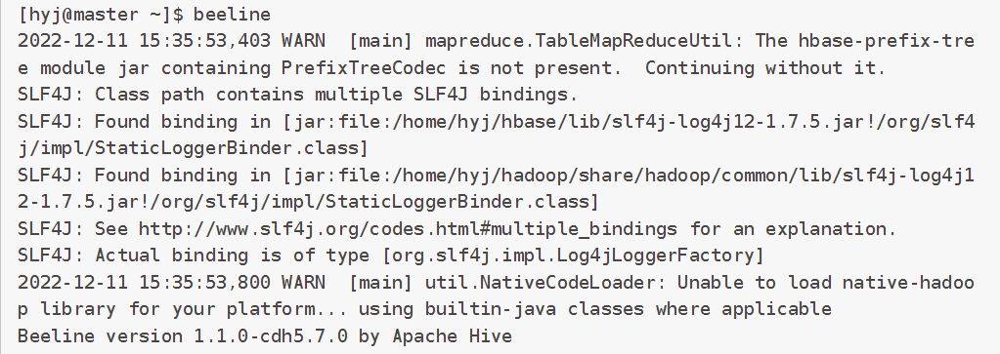 [hyj@master ~]$ beeline
2022-12-11 15:35:53,403 WARN  [main] mapreduce.TableMapReduceUtil: The hbase-prefix-tre
e module jar containing PrefixTreeCodec is not present.  Continuing without it.
SLF4J: Class path contains multiple SLF4J bindings.
SLF4J: Found binding in [jar:file:/home/hyj/hbase/lib/slf4j-log4j12-1.7.5.jar!/org/slf4
j/impl/StaticLoggerBinder.class]
SLF4J: Found binding in [jar:file:/home/hyj/hadoop/share/hadoop/common/lib/slf4j-log4j1
2-1.7.5.jar!/org/slf4j/impl/StaticLoggerBinder.class]
SLF4J: See http://www.slf4j.org/codes.html#multiple_bindings for an explanation.
SLF4J: Actual binding is of type [org.slf4j.impl.Log4jLoggerFactory]
2022-12-11 15:35:53,800 WARN  [main] util.NativeCodeLoader: Unable to load native-hadoo
p library for your platform... using builtin-java classes where applicable
Beeline version 1.1.0-cdh5.7.0 by Apache Hive